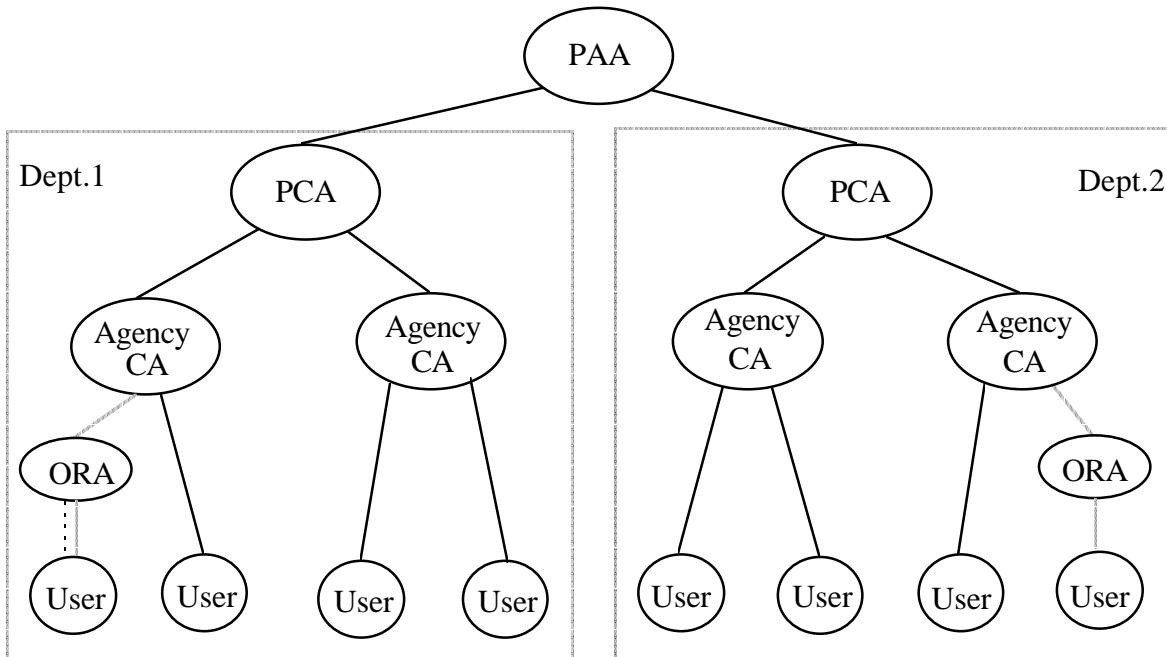 PAA
Dept.1
PCA
PCA
Dept.2
Agency
CA
Agency
CA
Agency
CA
Agency
CA
ORA
ORA
User
User
User
User
User
User
User
User